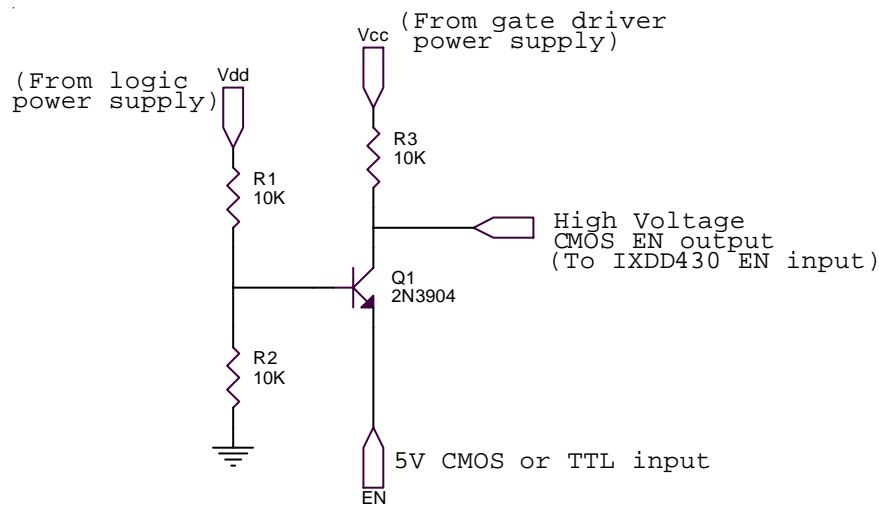 (From gate driver
power supply)
Vcc
(From logic
power supply)
Vdd
R3
10K
R1
10K
High Voltage
CMOS EN output
(To IXDD430 EN input)
Q1
2N3904
R2
10K
5V CMOS or TTL input
EN